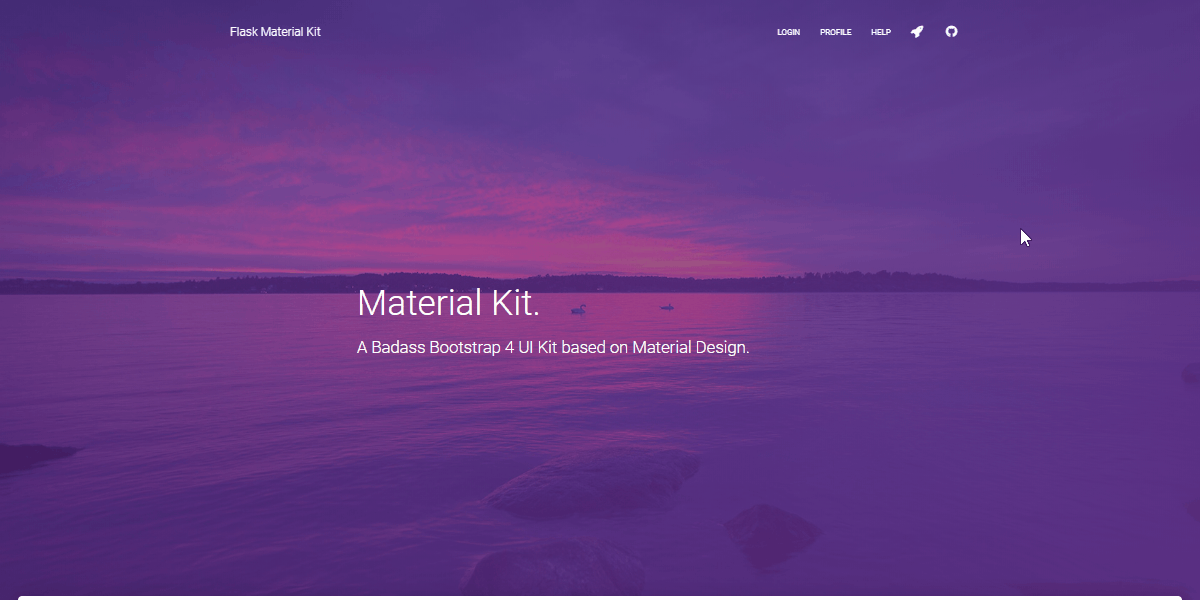 Flask Material Kit
LOGIN PROFILE HELP
Material Kit.
A Badass Bootstrap 4 UI Kit based on Material Design.